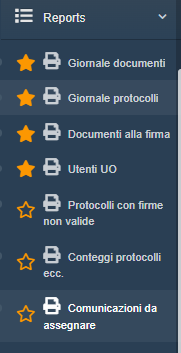 Reports
Giornale documenti
Giornale protocolli
Documenti alla firma
Utenti UO
Protocolli con firme
non valide
Conteggi protocolli
ecc.
Comunicazioni da
assegnare